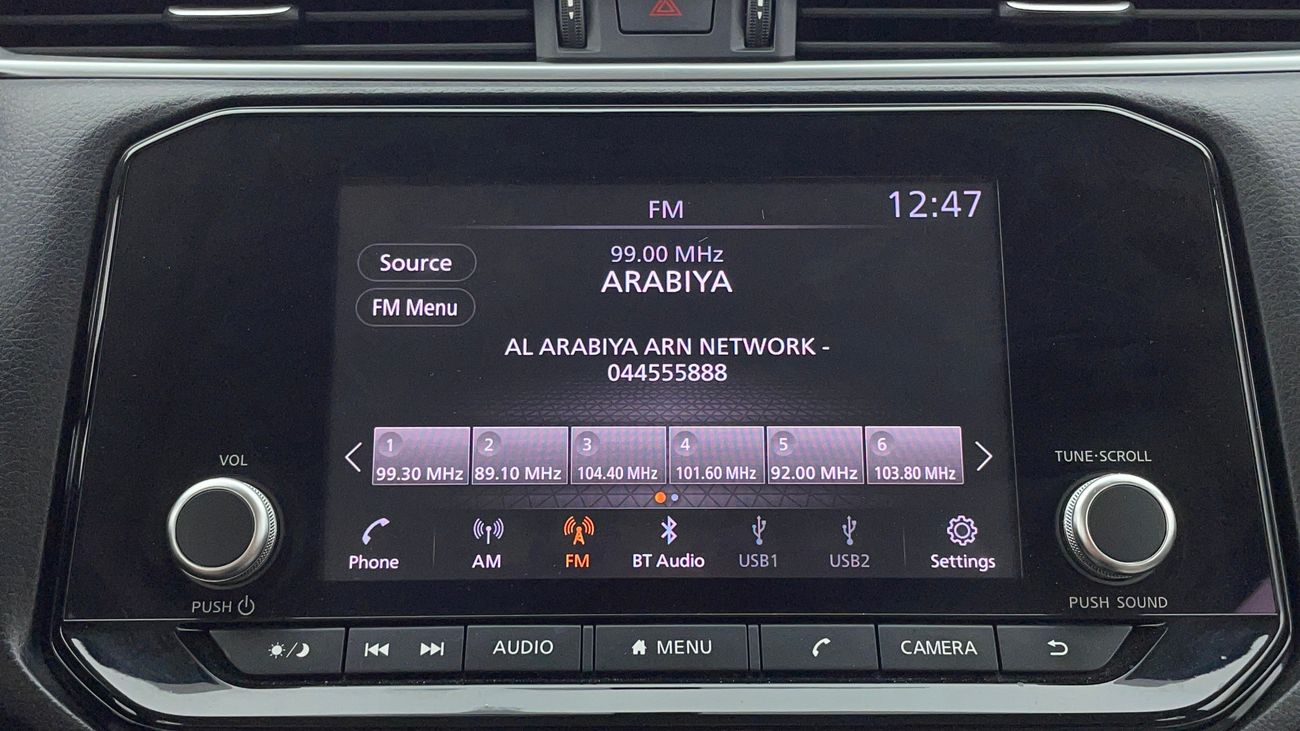 FM
12:47
Source
99.00 MHz
ARABIYA
FM Menu
AL ARABIYA ARN NETWORK -
044555888
1 2 3 4 5 6
99.30 MHz 89.10 MHz 104.40 MHz 101.60 MHz 92.00 MHz 103.80 MHz
VOL
TUNE·SCROLL
Phone AM FM BT Audio USB1 USB2 Settings
PUSH
PUSH SOUND
AUDIO MENU CAMERA